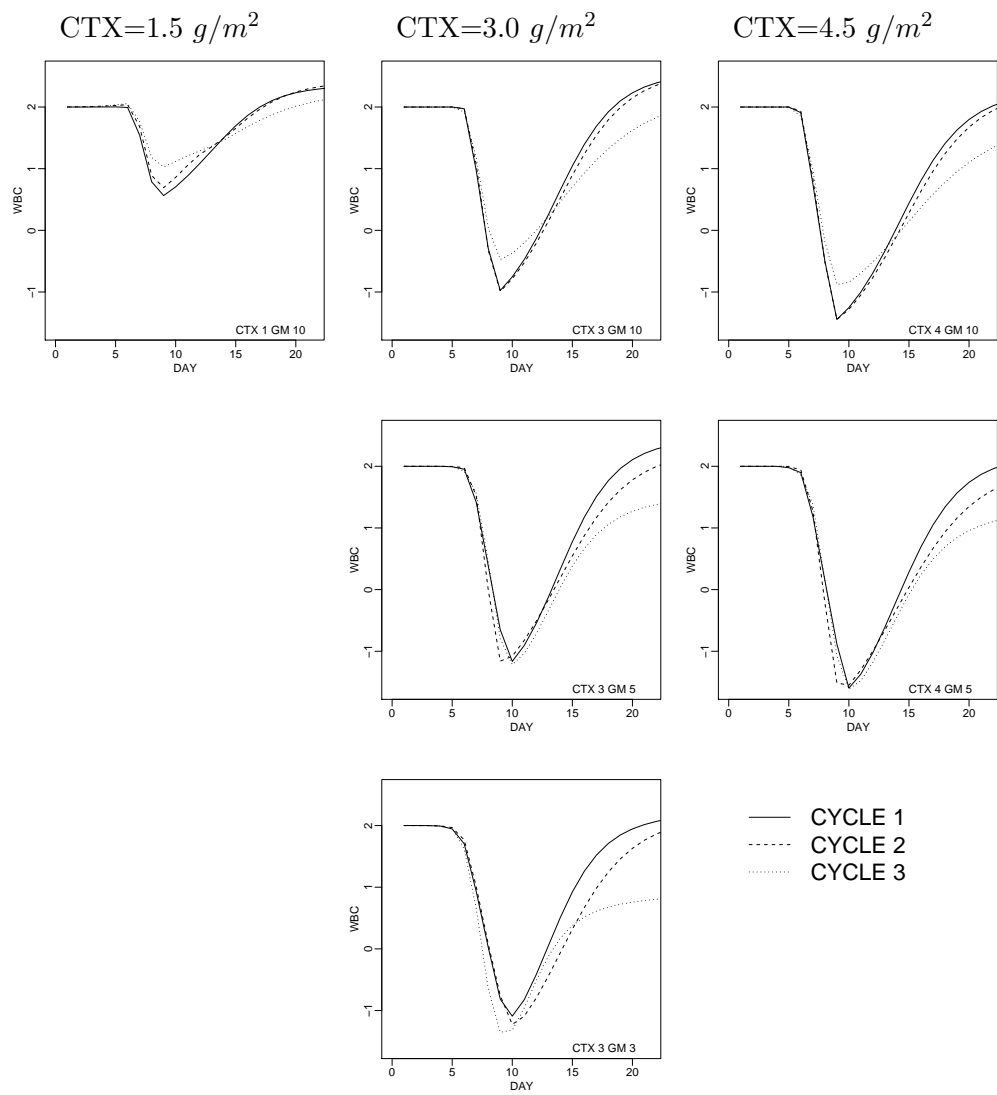 CTX=1.5 g/m²
CTX=3.0 g/m²
CTX=4.5 g/m²
WBC
2
1
0
−1
0 5 10 15 20
DAY
CTX 1 GM 10
WBC
2
1
0
−1
0 5 10 15 20
DAY
CTX 3 GM 10
WBC
2
1
0
−1
0 5 10 15 20
DAY
CTX 4 GM 10
WBC
2
1
0
−1
0 5 10 15 20
DAY
CTX 3 GM 5
WBC
2
1
0
−1
0 5 10 15 20
DAY
CTX 4 GM 5
WBC
2
1
0
−1
0 5 10 15 20
DAY
CTX 3 GM 3
CYCLE 1
CYCLE 2
CYCLE 3